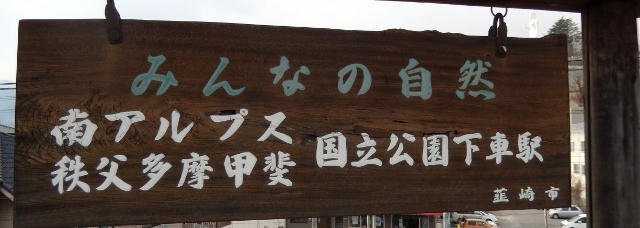 みんなの自然
南アルプス
秩父多摩甲斐
国立公園下車駅
韮崎市